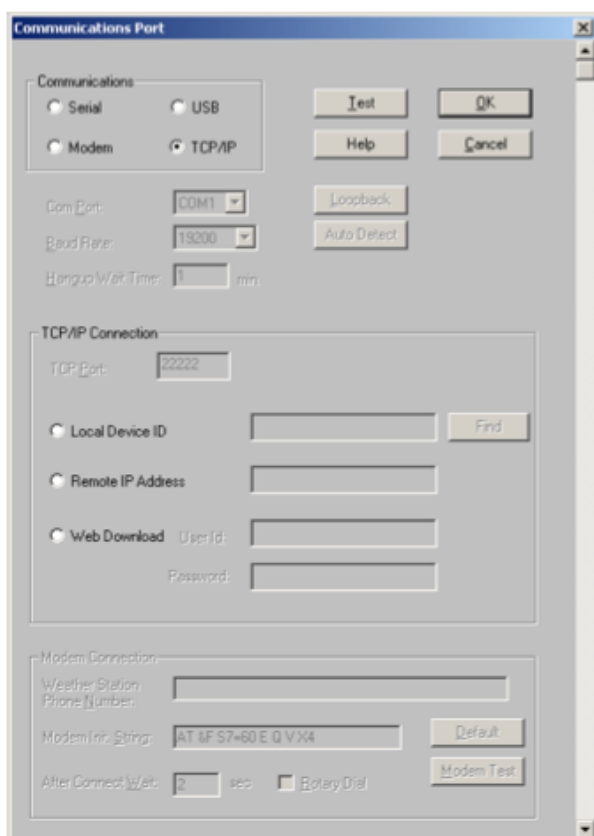 Communications Port
Communications
Serial
USB
Test
OK
Modem
TCP/IP
Help
Cancel
Com Port:
COM1
Loopback
Baud Rate:
19200
Auto Detect
Hangup Wait Time:
1
min.
TCP/IP Connection
TCP Port:
22222
Local Device ID
Find
Remote IP Address
Web Download
User Id:
Password:
Modem Connection
Weather Station
Phone Number:
Modem Init. String:
AT &F S7=60 E Q V X4
Default
After Connect Wait:
2
sec
Rotary Dial
Modem Test